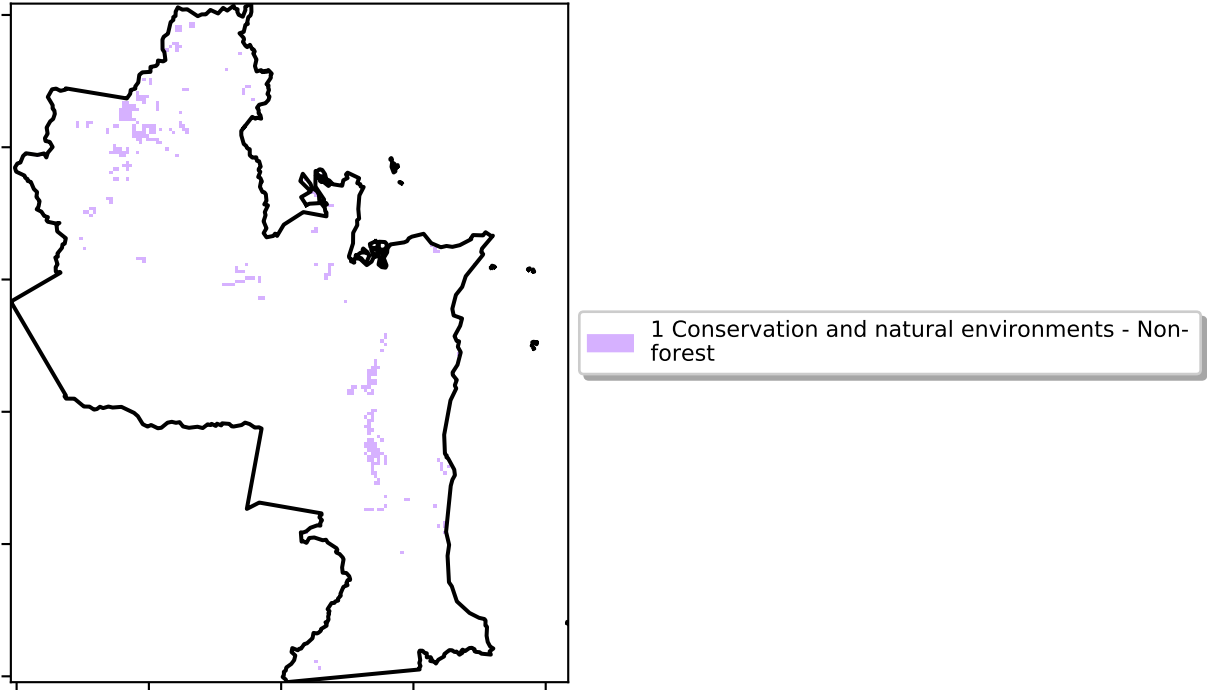 1 Conservation and natural environments - Non-
forest